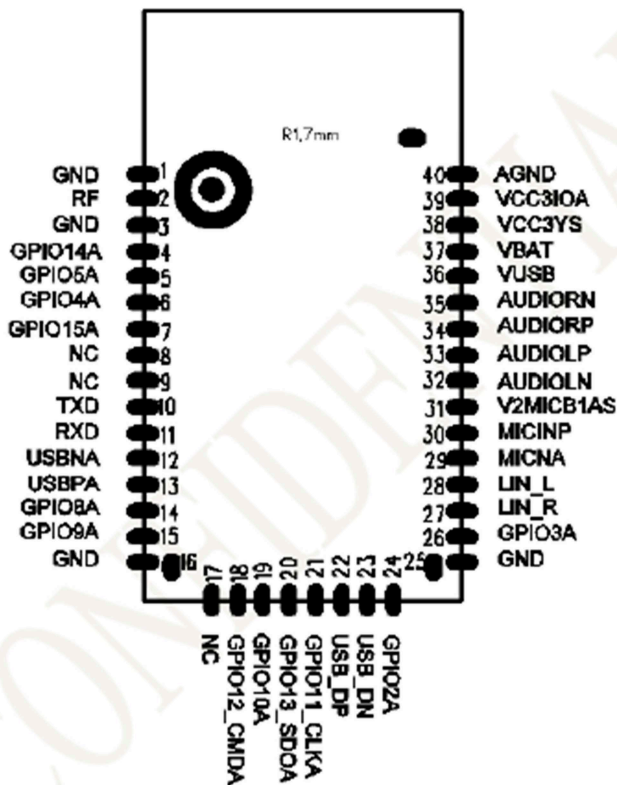 R1,7mm
GND 1
RF 2
GND 3
GPIO14A 4
GPIO5A 5
GPIO4A 6
GPIO15A 7
NC 8
NC 9
TXD 10
RXD 11
USBNA 12
USBPA 13
GPIO8A 14
GPIO9A 15
GND 16
17 NC
18 GPIO12_CMDA
19 GPIO10A
20 GPIO13_SDOA
21 GPIO11_CLKA
22 USB_DP
23 USB_DN
24 GPIO2A
40 AGND
39 VCC3IOA
38 VCC3YS
37 VBAT
36 VUSB
35 AUDIORN
34 AUDIORP
33 AUDIOLP
32 AUDIOLN
31 V2MICB1AS
30 MICINP
29 MICNA
28 LIN_L
27 LIN_R
26 GPIO3A
25 GND